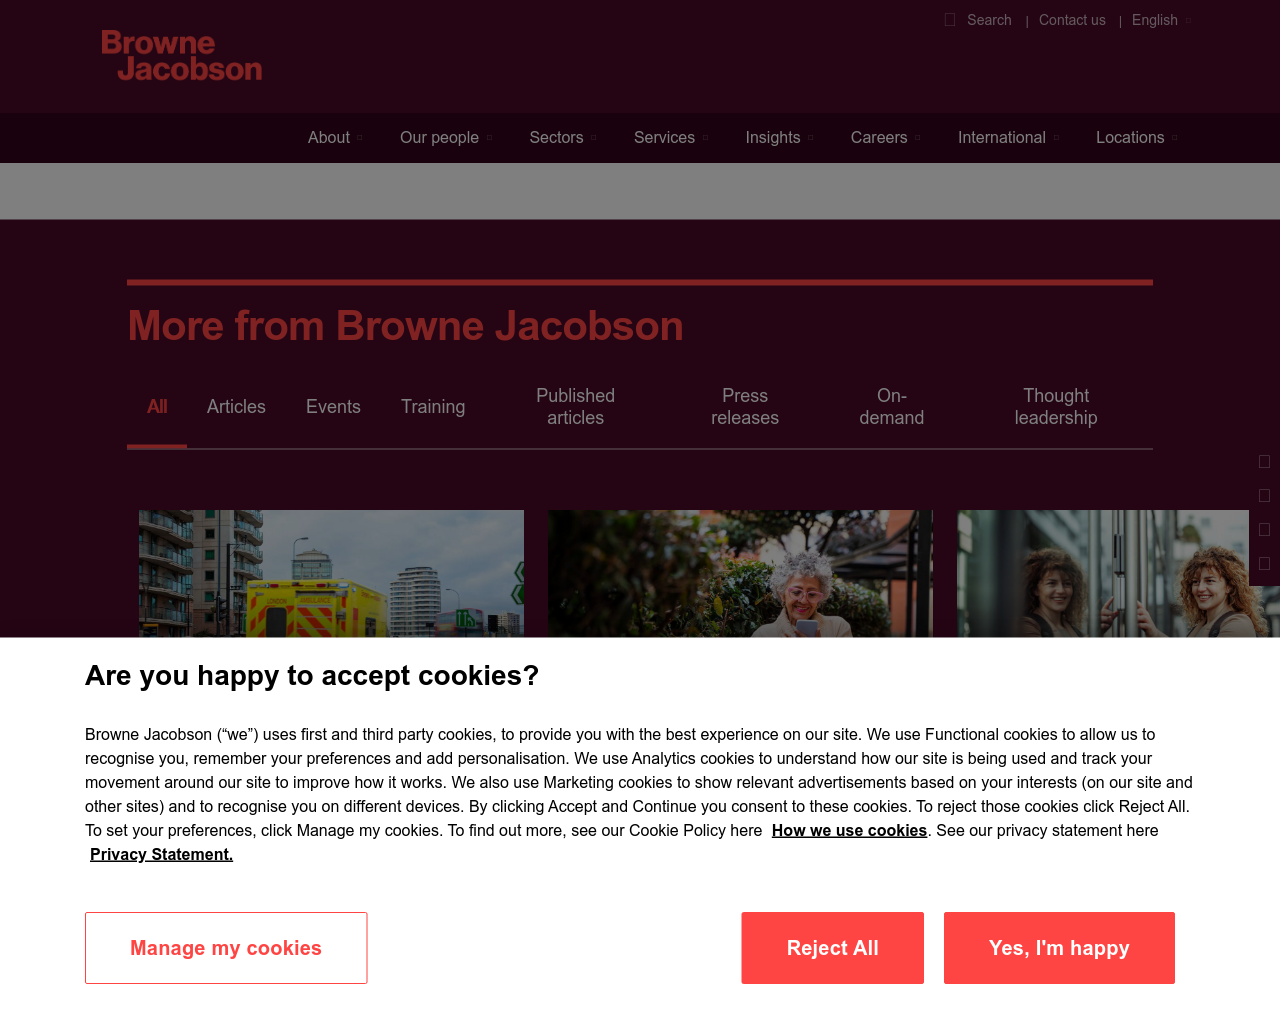 Search | Contact us | English
Browne
Jacobson
About Our people Sectors Services Insights Careers International Locations
More from Browne Jacobson
All Articles Events Training Published articles Press releases On-demand Thought leadership
Are you happy to accept cookies?
Browne Jacobson (“we”) uses first and third party cookies, to provide you with the best experience on our site. We use Functional cookies to allow us to
recognise you, remember your preferences and add personalisation. We use Analytics cookies to understand how our site is being used and track your
movement around our site to improve how it works. We also use Marketing cookies to show relevant advertisements based on your interests (on our site and
other sites) and to recognise you on different devices. By clicking Accept and Continue you consent to these cookies. To reject those cookies click Reject All.
To set your preferences, click Manage my cookies. To find out more, see our Cookie Policy here How we use cookies. See our privacy statement here
Privacy Statement.
Manage my cookies Reject All Yes, I'm happy